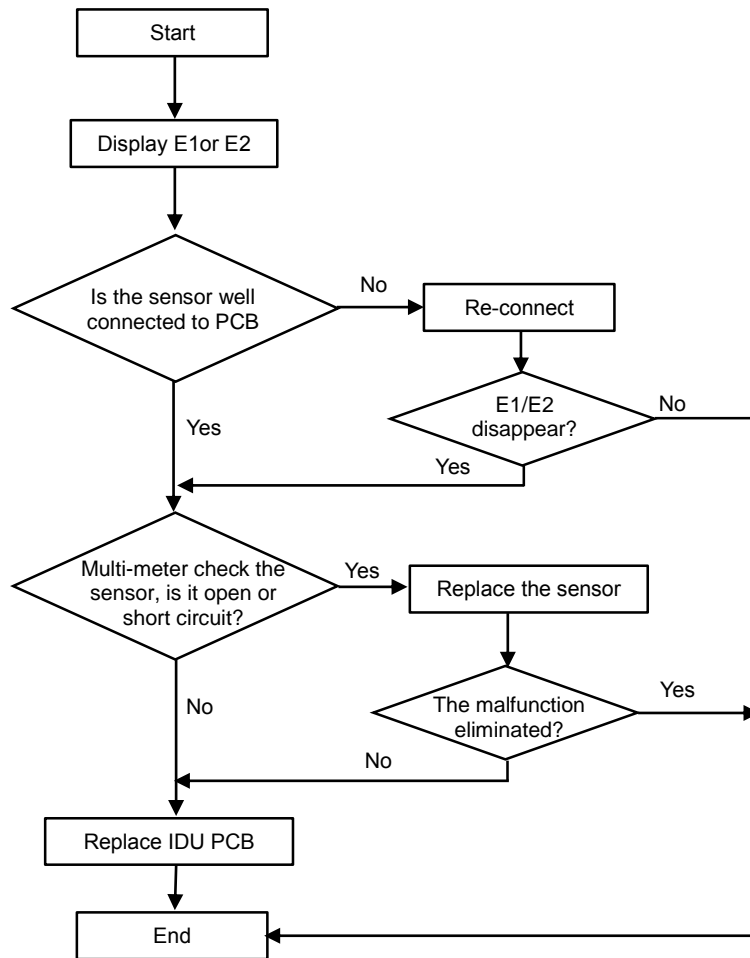 Start
Display E1or E2
Is the sensor well
connected to PCB
No
Re-connect
E1/E2
disappear?
No
Yes
Yes
Multi-meter check the
sensor, is it open or
short circuit?
Yes
Replace the sensor
The malfunction
eliminated?
Yes
No
No
Replace IDU PCB
End